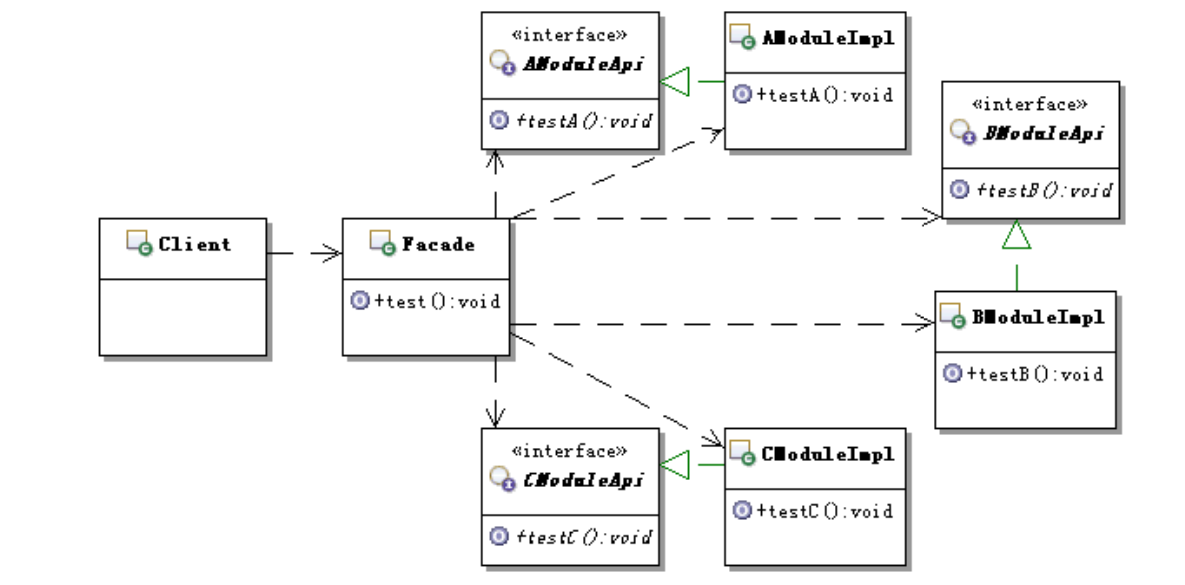 «interface»
AModuleApi
+testA():void
AModuleImpl
+testA():void
«interface»
BModuleApi
+testB():void
Client
Facade
+test():void
BModuleImpl
+testB():void
«interface»
CModuleApi
+testC():void
CModuleImpl
+testC():void